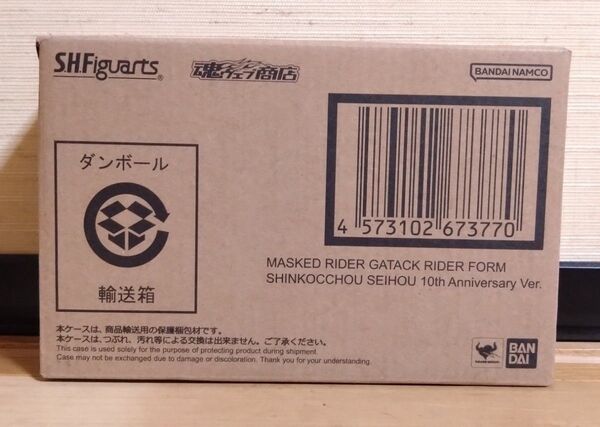 S.H.Figuarts®
魂ウェブ商店
BANDAI NAMCO
ダンボール
輸送箱
4 573102 673770
MASKED RIDER GATACK RIDER FORM
SHINKOCCHOU SEIHOU 10th Anniversary Ver.
本ケースは、商品輸送用の保護梱包材です。
本ケースは、つぶれ、汚れ等による交換は出来ません。ご了承ください。
This case is used solely for the purpose of protecting product during shipment.
Case may not be exchanged due to damage or discoloration. Thank you for your understanding.
BAN
DAI